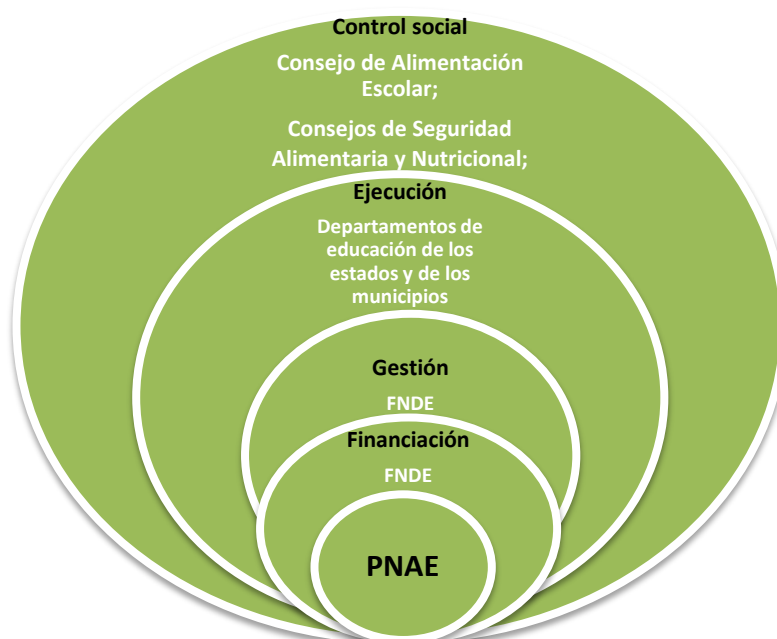 Control social
Consejo de Alimentación
Escolar;
Consejos de Seguridad
Alimentaria y Nutricional;
Ejecución
Departamentos de
educación de los
estados y de los
municipios
Gestión
FNDE
Financiación
FNDE
PNAE